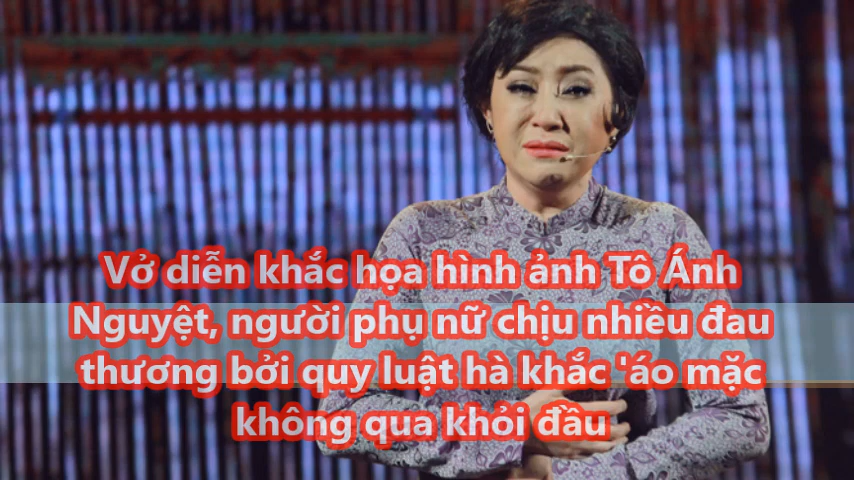 Vở diễn khắc họa hình ảnh Tô Ánh
Nguyệt, người phụ nữ chịu nhiều đau
thương bởi quy luật hà khắc 'áo mặc
không qua khỏi đầu